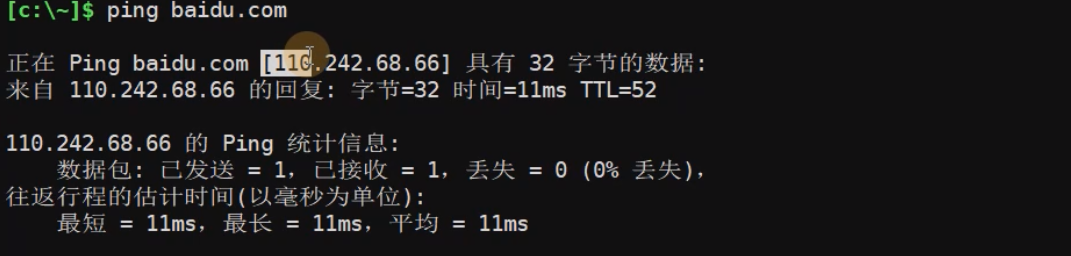 [c:\~]$ ping baidu.com
正在 Ping baidu.com [110.242.68.66] 具有 32 字节的数据:
来自 110.242.68.66 的回复: 字节=32 时间=11ms TTL=52
110.242.68.66 的 Ping 统计信息:
数据包: 已发送 = 1，已接收 = 1，丢失 = 0 (0% 丢失)，
往返行程的估计时间(以毫秒为单位):
最短 = 11ms，最长 = 11ms，平均 = 11ms